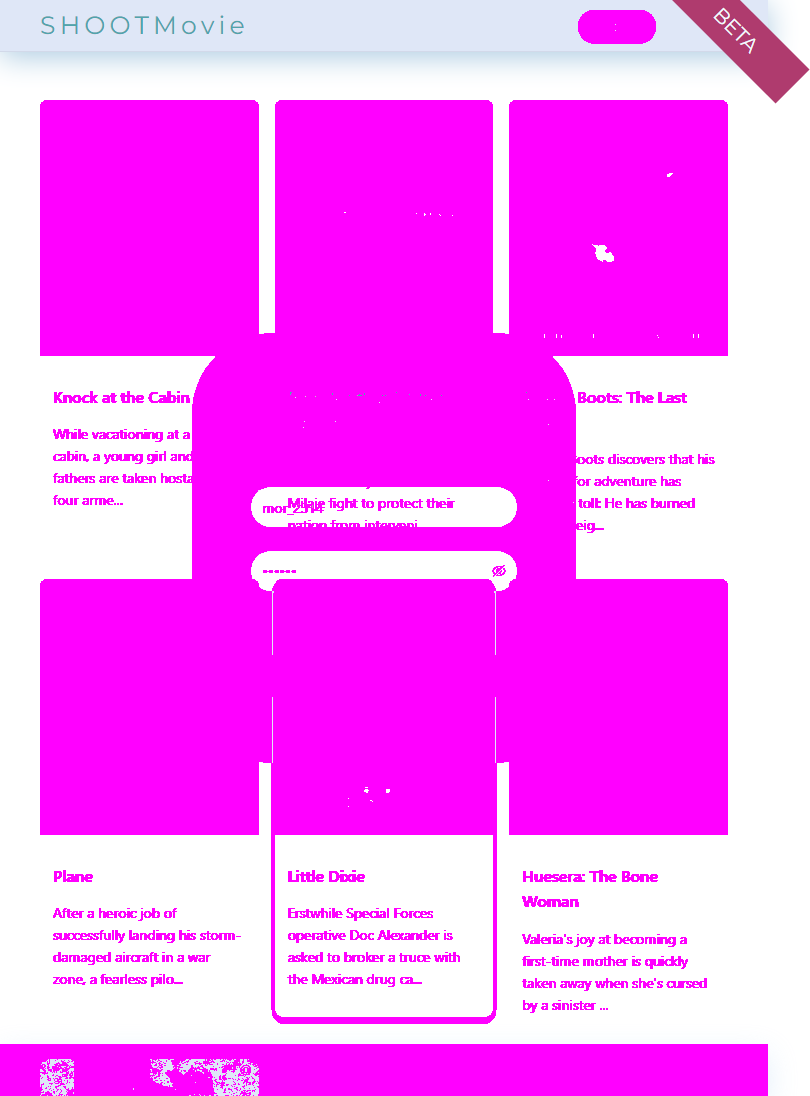 SHOOTMovie
BETA
Knock at the Cabin
While vacationing at a
cabin, a young girl and
fathers are taken hosta
four arme...
mor_2314
Milaje fight to protect their
nation from interveni
••••••
Boots: The Last
Boots discovers that his
for adventure has
toll: He has burned
eig...
Plane
After a heroic job of
successfully landing his storm-
damaged aircraft in a war
zone, a fearless pilo...
Little Dixie
Erstwhile Special Forces
operative Doc Alexander is
asked to broker a truce with
the Mexican drug ca...
Huesera: The Bone
Woman
Valeria's joy at becoming a
first-time mother is quickly
taken away when she's cursed
by a sinister ...